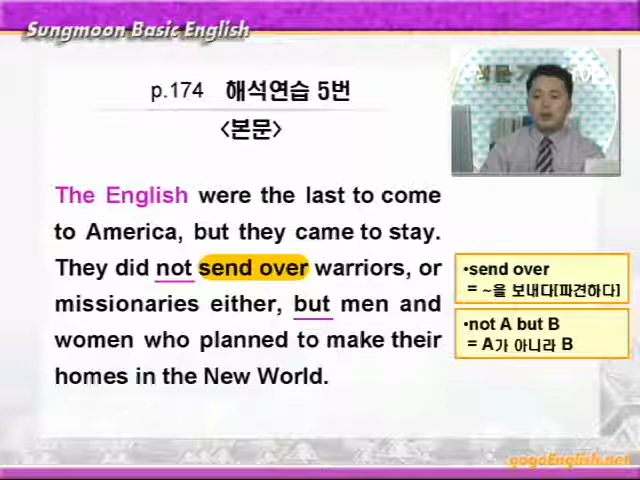 Sungmoon Basic English
p.174 해석연습 5번
<본문>
The English were the last to come
to America, but they came to stay.
They did not send over warriors, or
missionaries either, but men and
women who planned to make their
homes in the New World.
•send over
= ~을 보내다[파견하다]
•not A but B
= A가 아니라 B
gogoEnglish.net